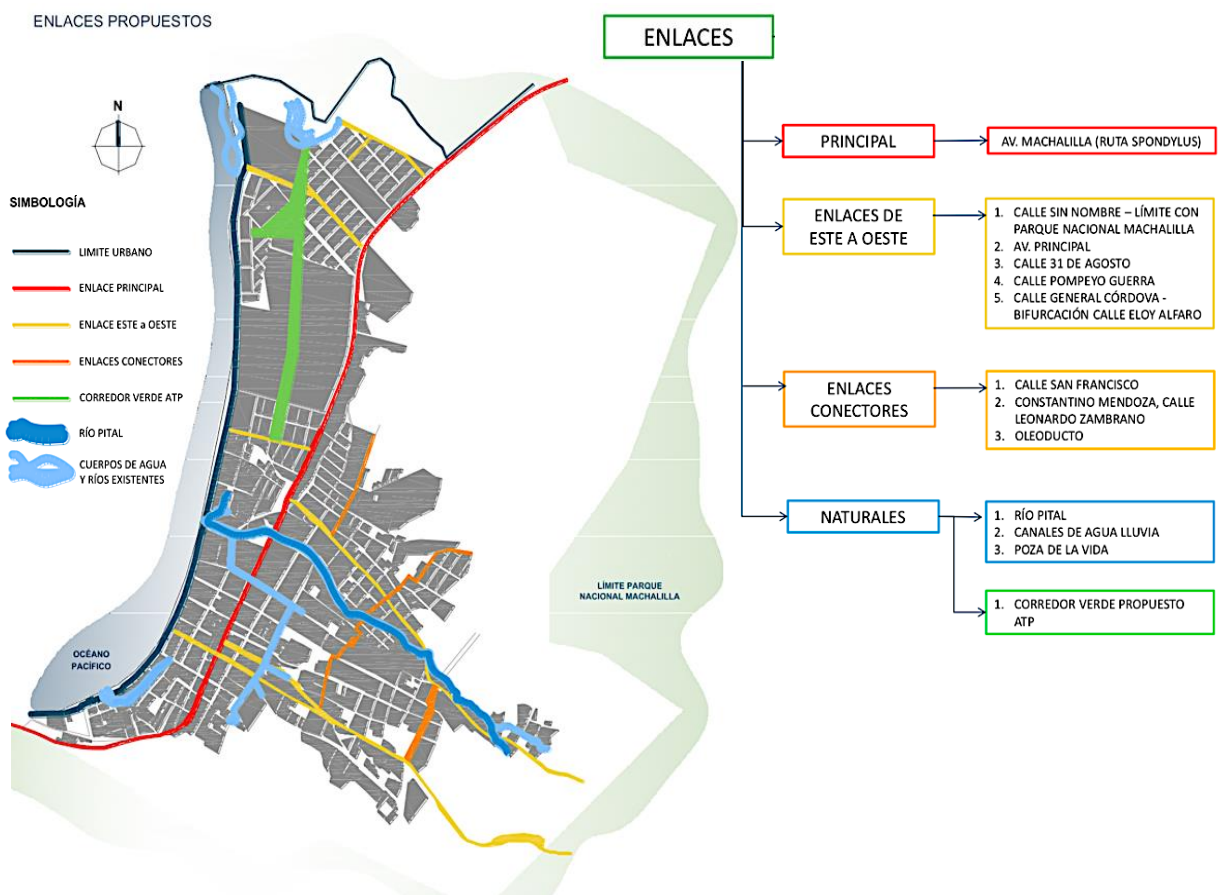 ENLACES PROPUESTOS
N
SIMBOLOGÍA
LIMITE URBANO
ENLACE PRINCIPAL
ENLACE ESTE a OESTE
ENLACES CONECTORES
CORREDOR VERDE ATP
RÍO PITAL
CUERPOS DE AGUA
Y RÍOS EXISTENTES
OCÉANO
PACÍFICO
LÍMITE PARQUE
NACIONAL MACHALILLA
ENLACES
PRINCIPAL
AV. MACHALILLA (RUTA SPONDYLUS)
ENLACES DE
ESTE A OESTE
1. CALLE SIN NOMBRE – LÍMITE CON
PARQUE NACIONAL MACHALILLA
2. AV. PRINCIPAL
3. CALLE 31 DE AGOSTO
4. CALLE POMPEYO GUERRA
5. CALLE GENERAL CÓRDOVA -
BIFURCACIÓN CALLE ELOY ALFARO
ENLACES
CONECTORES
1. CALLE SAN FRANCISCO
2. CONSTANTINO MENDOZA, CALLE
LEONARDO ZAMBRANO
3. OLEODUCTO
NATURALES
1. RÍO PITAL
2. CANALES DE AGUA LLUVIA
3. POZA DE LA VIDA
1. CORREDOR VERDE PROPUESTO
ATP